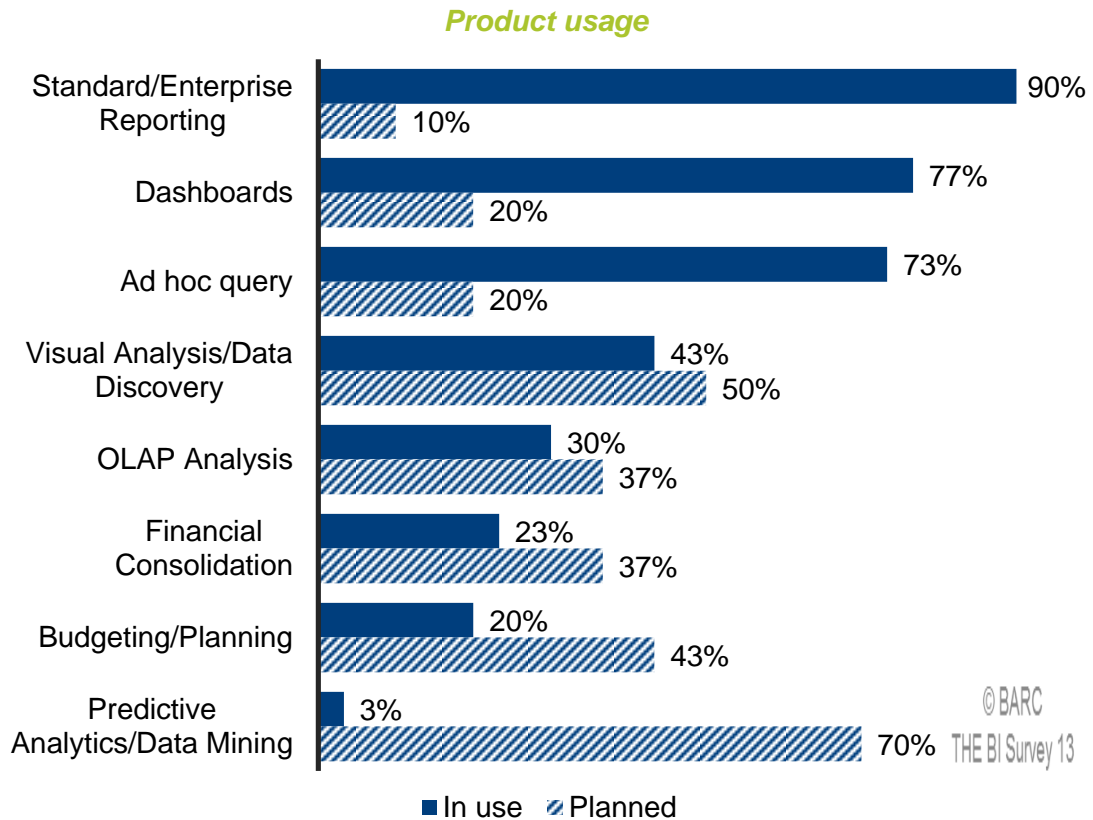 Product usage
Standard/Enterprise
Reporting
90%
10%
Dashboards
77%
20%
Ad hoc query
73%
20%
Visual Analysis/Data
Discovery
43%
50%
OLAP Analysis
30%
37%
Financial
Consolidation
23%
37%
Budgeting/Planning
20%
43%
Predictive
Analytics/Data Mining
3%
70%
© BARC
THE BI Survey 13
In use Planned